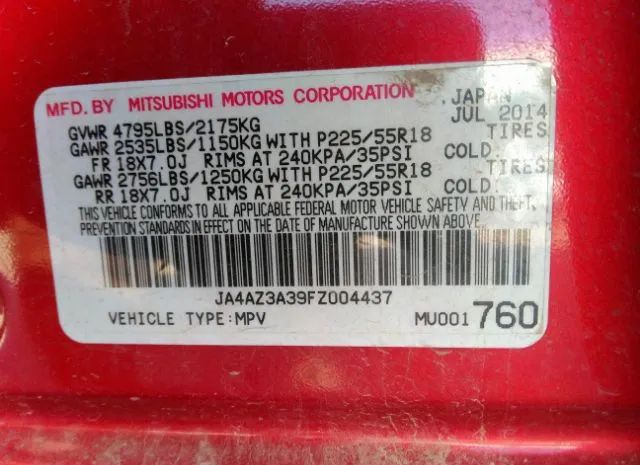 MFD. BY MITSUBISHI MOTORS CORPORATION JAPAN
GVWR 4795LBS/2175KG JUL 2014
GAWR 2535LBS/1150KG WITH P225/55R18 TIRES
FR 18X7.0J RIMS AT 240KPA/35PSI COLD.
GAWR 2756LBS/1250KG WITH P225/55R18 TIRES
RR 18X7.0J RIMS AT 240KPA/35PSI COLD.
THIS VEHICLE CONFORMS TO ALL APPLICABLE FEDERAL MOTOR VEHICLE SAFETY AND THEFT
PREVENTION STANDARDS IN EFFECT ON THE DATE OF MANUFACTURE SHOWN ABOVE.
JA4AZ3A39FZ004437
VEHICLE TYPE:MPV MU001760